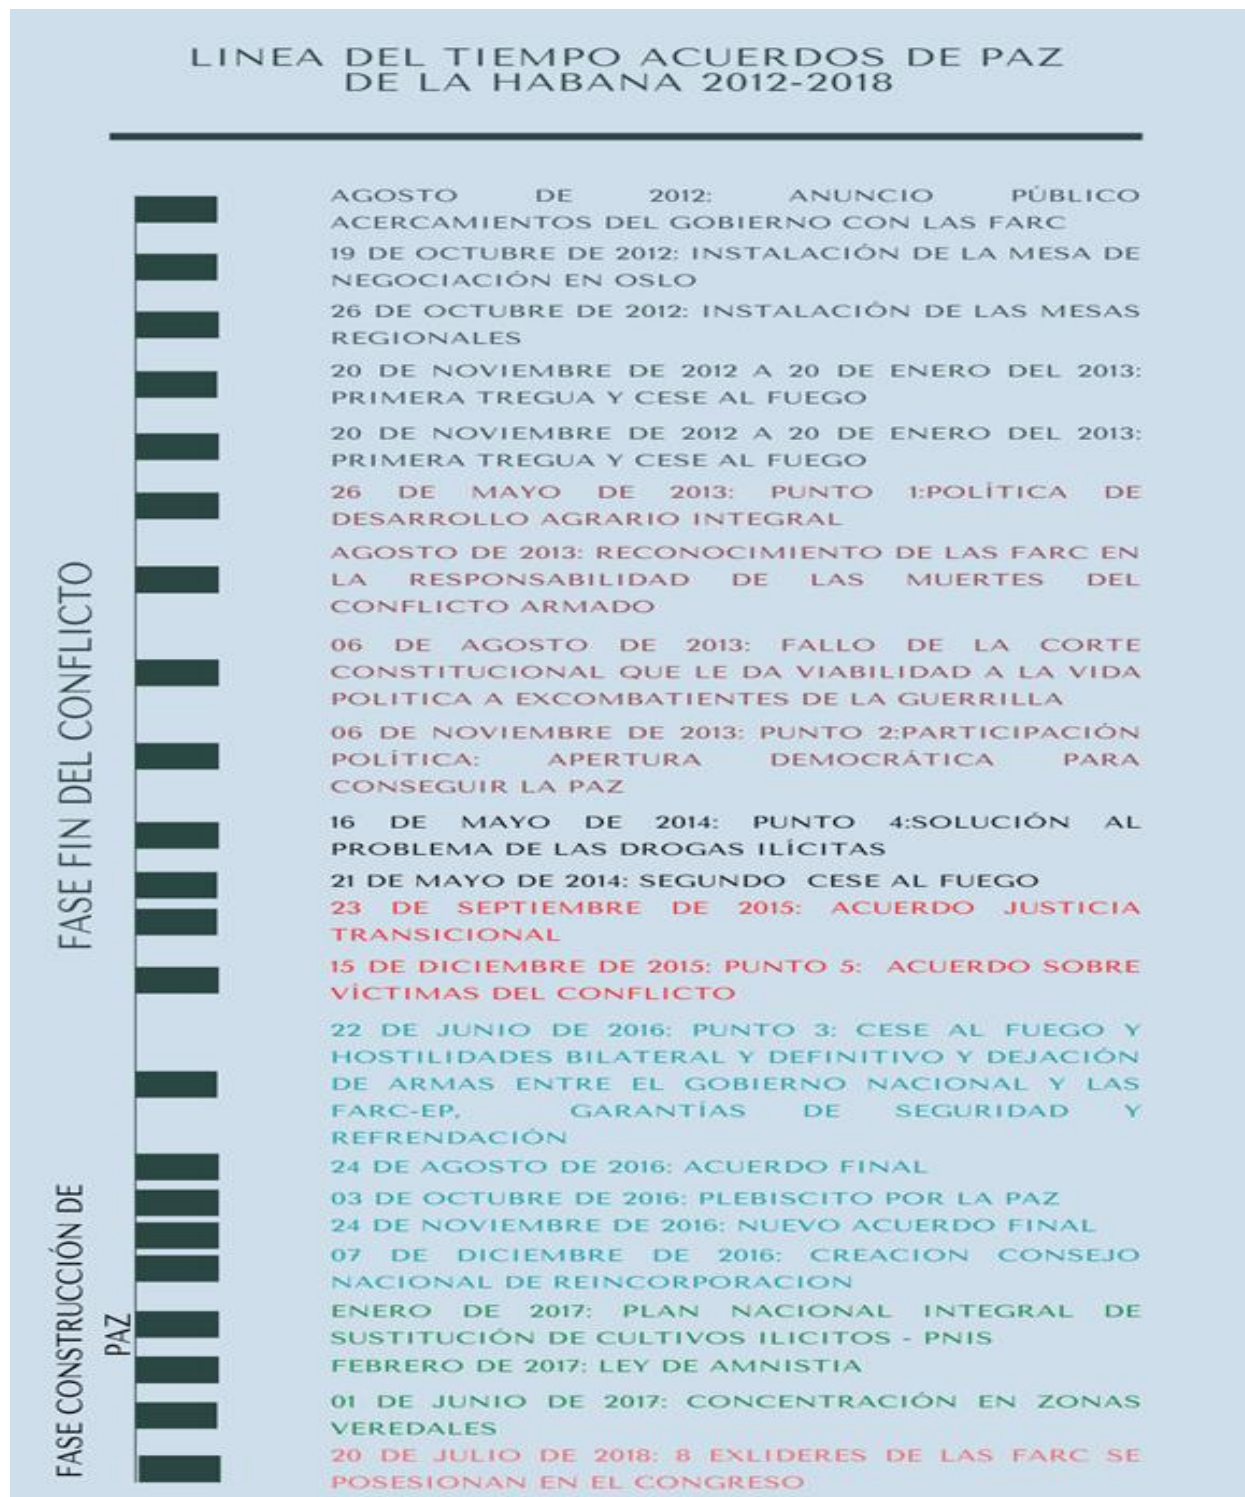 LINEA DEL TIEMPO ACUERDOS DE PAZ
DE LA HABANA 2012-2018
AGOSTO DE 2012: ANUNCIO PÚBLICO
ACERCAMIENTOS DEL GOBIERNO CON LAS FARC
19 DE OCTUBRE DE 2012: INSTALACIÓN DE LA MESA DE
NEGOCIACIÓN EN OSLO
26 DE OCTUBRE DE 2012: INSTALACIÓN DE LAS MESAS
REGIONALES
20 DE NOVIEMBRE DE 2012 A 20 DE ENERO DEL 2013:
PRIMERA TREGUA Y CESE AL FUEGO
20 DE NOVIEMBRE DE 2012 A 20 DE ENERO DEL 2013:
PRIMERA TREGUA Y CESE AL FUEGO
26 DE MAYO DE 2013: PUNTO 1:POLÍTICA DE
DESARROLLO AGRARIO INTEGRAL
AGOSTO DE 2013: RECONOCIMIENTO DE LAS FARC EN
LA RESPONSABILIDAD DE LAS MUERTES DEL
CONFLICTO ARMADO
06 DE AGOSTO DE 2013: FALLO DE LA CORTE
CONSTITUCIONAL QUE LE DA VIABILIDAD A LA VIDA
POLITICA A EXCOMBATIENTES DE LA GUERRILLA
06 DE NOVIEMBRE DE 2013: PUNTO 2:PARTICIPACIÓN
POLÍTICA: APERTURA DEMOCRÁTICA PARA
CONSEGUIR LA PAZ
16 DE MAYO DE 2014: PUNTO 4:SOLUCIÓN AL
PROBLEMA DE LAS DROGAS ILÍCITAS
21 DE MAYO DE 2014: SEGUNDO CESE AL FUEGO
23 DE SEPTIEMBRE DE 2015: ACUERDO JUSTICIA
TRANSICIONAL
15 DE DICIEMBRE DE 2015: PUNTO 5: ACUERDO SOBRE
VÍCTIMAS DEL CONFLICTO
FASE FIN DEL CONFLICTO
22 DE JUNIO DE 2016: PUNTO 3: CESE AL FUEGO Y
HOSTILIDADES BILATERAL Y DEFINITIVO Y DEJACIÓN
DE ARMAS ENTRE EL GOBIERNO NACIONAL Y LAS
FARC-EP, GARANTÍAS DE SEGURIDAD Y
REFRENDACIÓN
24 DE AGOSTO DE 2016: ACUERDO FINAL
03 DE OCTUBRE DE 2016: PLEBISCITO POR LA PAZ
24 DE NOVIEMBRE DE 2016: NUEVO ACUERDO FINAL
07 DE DICIEMBRE DE 2016: CREACION CONSEJO
NACIONAL DE REINCORPORACION
ENERO DE 2017: PLAN NACIONAL INTEGRAL DE
SUSTITUCIÓN DE CULTIVOS ILICITOS - PNIS
FEBRERO DE 2017: LEY DE AMNISTIA
01 DE JUNIO DE 2017: CONCENTRACIÓN EN ZONAS
VEREDALES
20 DE JULIO DE 2018: 8 EXLIDERES DE LAS FARC SE
POSESIONAN EN EL CONGRESO
FASE CONSTRUCCIÓN DE
PAZ